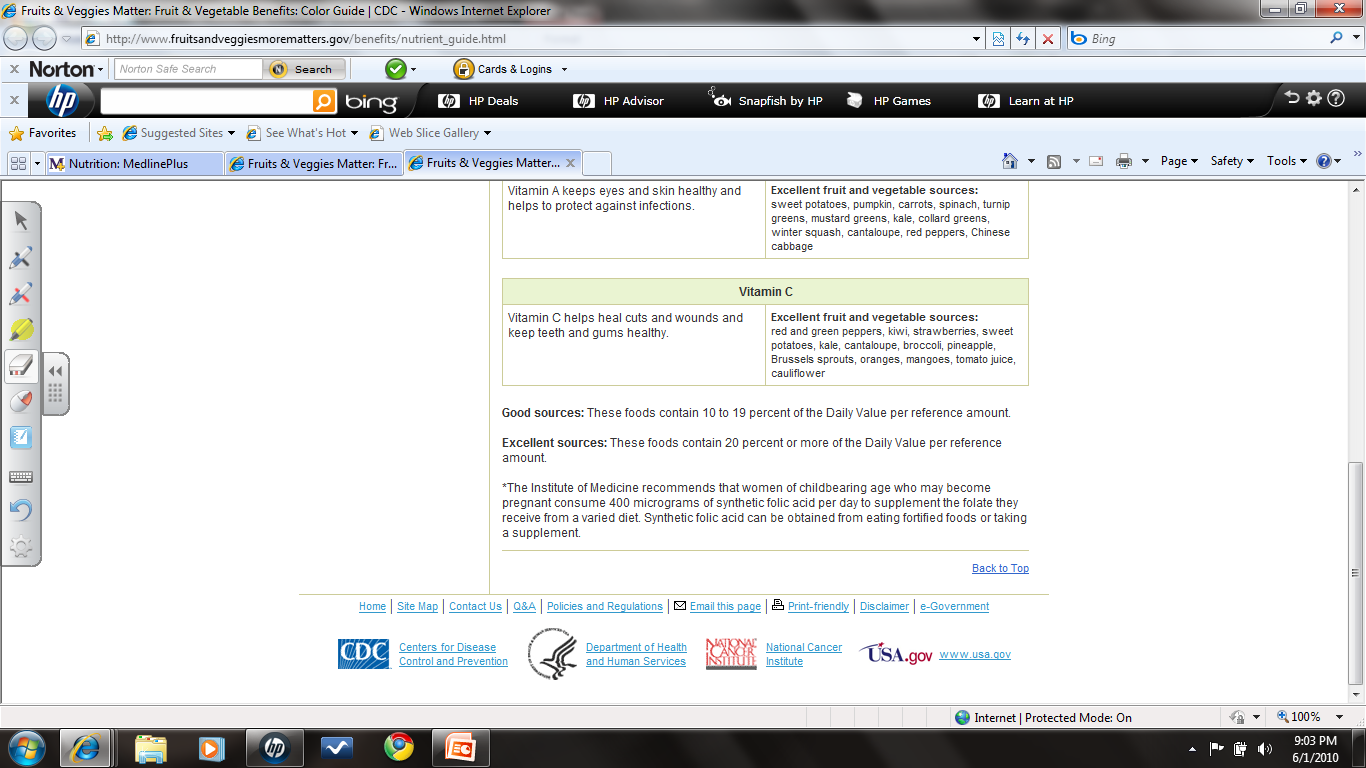 Fruits & Veggies Matter: Fruit & Vegetable Benefits: Color Guide | CDC - Windows Internet Explorer
http://www.fruitsandveggiesmorematters.gov/benefits/nutrient_guide.html
Bing
x Norton
Norton Safe Search
Search
Cards & Logins
x hp
bing
HP Deals
HP Advisor
Snapfish by HP
HP Games
Learn at HP
Favorites
Suggested Sites
See What's Hot
Web Slice Gallery
Nutrition: MedlinePlus
Fruits & Veggies Matter: Fr...
Fruits & Veggies Matter...
Page
Safety
Tools
Vitamin A keeps eyes and skin healthy and
helps to protect against infections.
Excellent fruit and vegetable sources:
sweet potatoes, pumpkin, carrots, spinach, turnip
greens, mustard greens, kale, collard greens,
winter squash, cantaloupe, red peppers, Chinese
cabbage
Vitamin C
Vitamin C helps heal cuts and wounds and
keep teeth and gums healthy.
Excellent fruit and vegetable sources:
red and green peppers, kiwi, strawberries, sweet
potatoes, kale, cantaloupe, broccoli, pineapple,
Brussels sprouts, oranges, mangoes, tomato juice,
cauliflower
Good sources: These foods contain 10 to 19 percent of the Daily Value per reference amount.
Excellent sources: These foods contain 20 percent or more of the Daily Value per reference
amount.
*The Institute of Medicine recommends that women of childbearing age who may become
pregnant consume 400 micrograms of synthetic folic acid per day to supplement the folate they
receive from a varied diet. Synthetic folic acid can be obtained from eating fortified foods or taking
a supplement.
Back to Top
Home | Site Map | Contact Us | Q&A | Policies and Regulations | Email this page | Print-friendly | Disclaimer | e-Government
CDC
Centers for Disease
Control and Prevention
Department of Health
and Human Services
NATIONAL
CANCER
INSTITUTE
National Cancer
Institute
USA.gov
www.usa.gov
Internet | Protected Mode: On
100%
hp
9:03 PM
6/1/2010